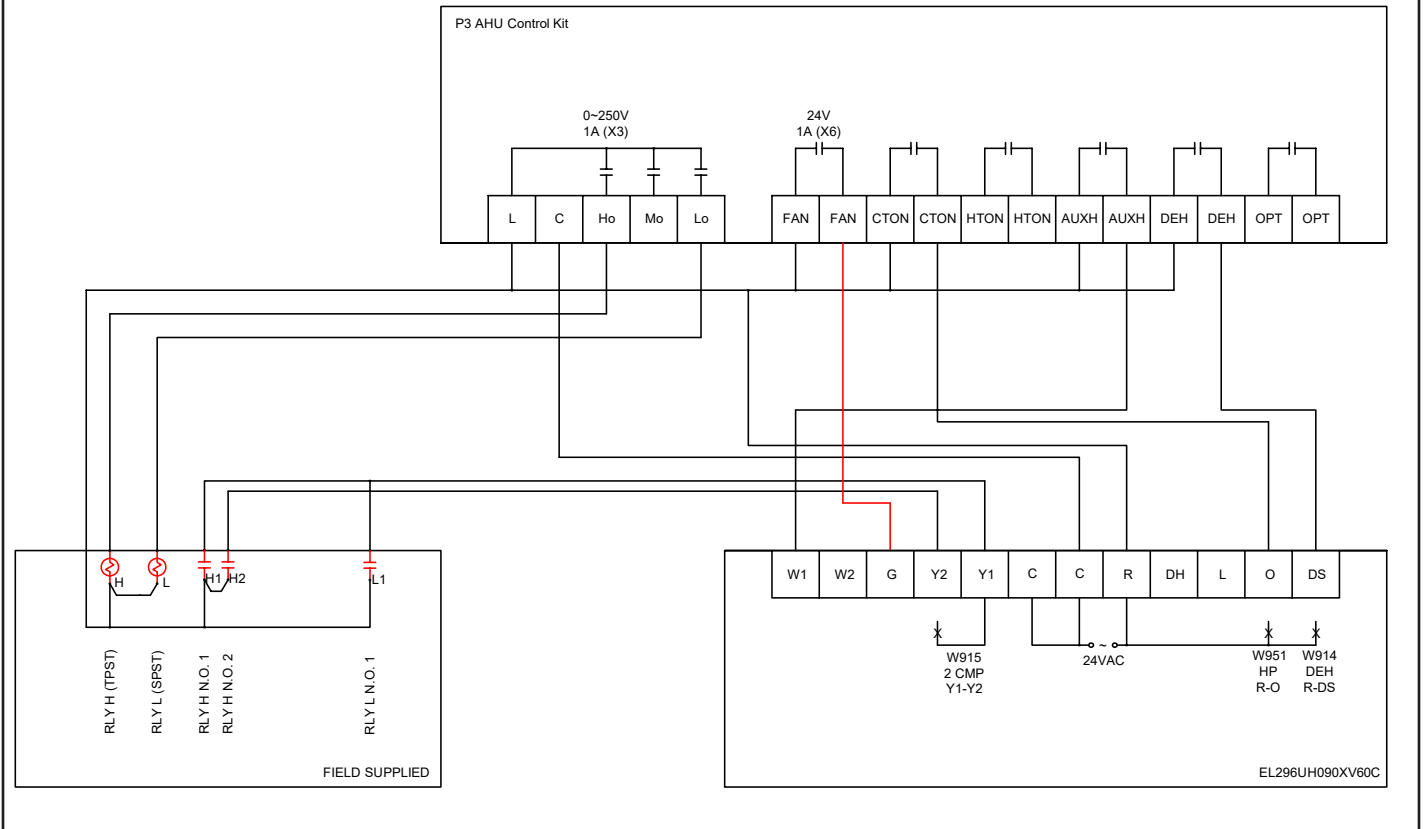 P3 AHU Control Kit
0~250V
1A (X3)
24V
1A (X6)
L C Ho Mo Lo
FAN FAN CTON CTON HTON HTON AUXH AUXH DEH DEH OPT OPT
H L H1 H2 L1
RLY H (TPST)
RLY L (SPST)
RLY H N.O. 1
RLY H N.O. 2
RLY L N.O. 1
FIELD SUPPLIED
W1 W2 G Y2 Y1 C C R DH L O DS
X X X
~
W915
2 CMP
Y1-Y2
24VAC
W951
HP
R-O
W914
DEH
R-DS
EL296UH090XV60C